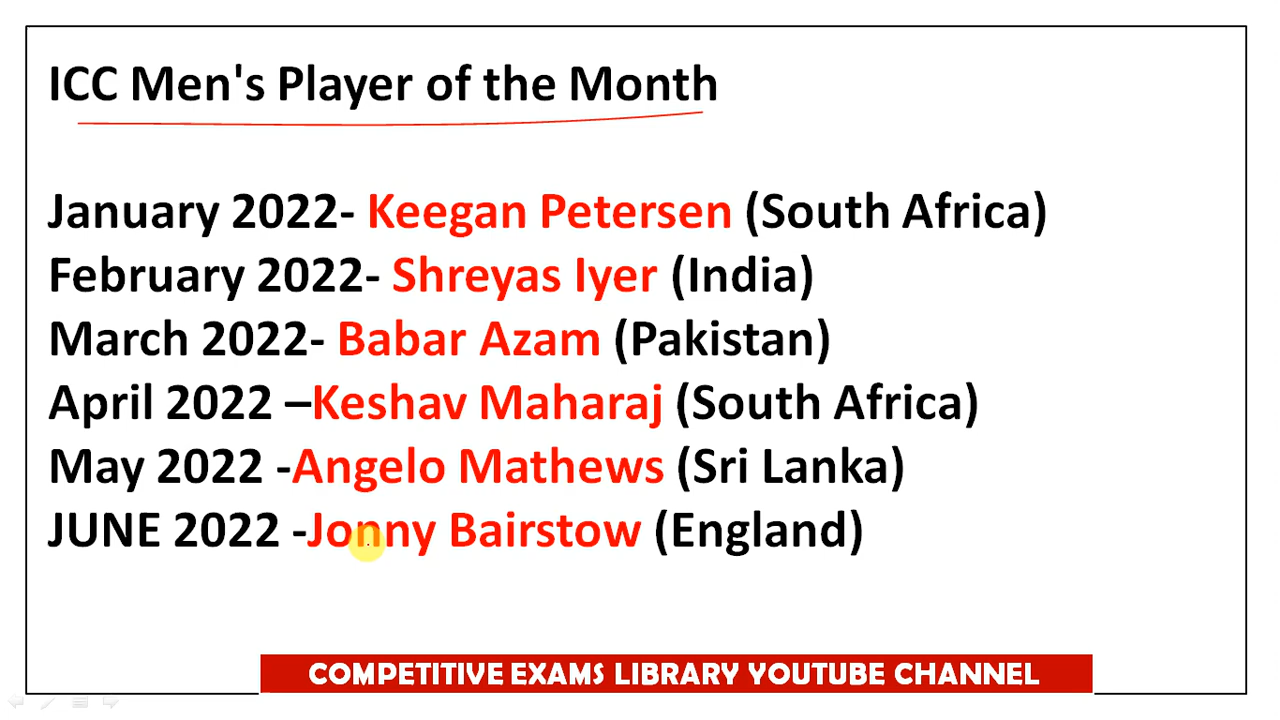 ICC Men's Player of the Month
January 2022- Keegan Petersen (South Africa)
February 2022- Shreyas Iyer (India)
March 2022- Babar Azam (Pakistan)
April 2022 –Keshav Maharaj (South Africa)
May 2022 -Angelo Mathews (Sri Lanka)
JUNE 2022 -Jonny Bairstow (England)
COMPETITIVE EXAMS LIBRARY YOUTUBE CHANNEL